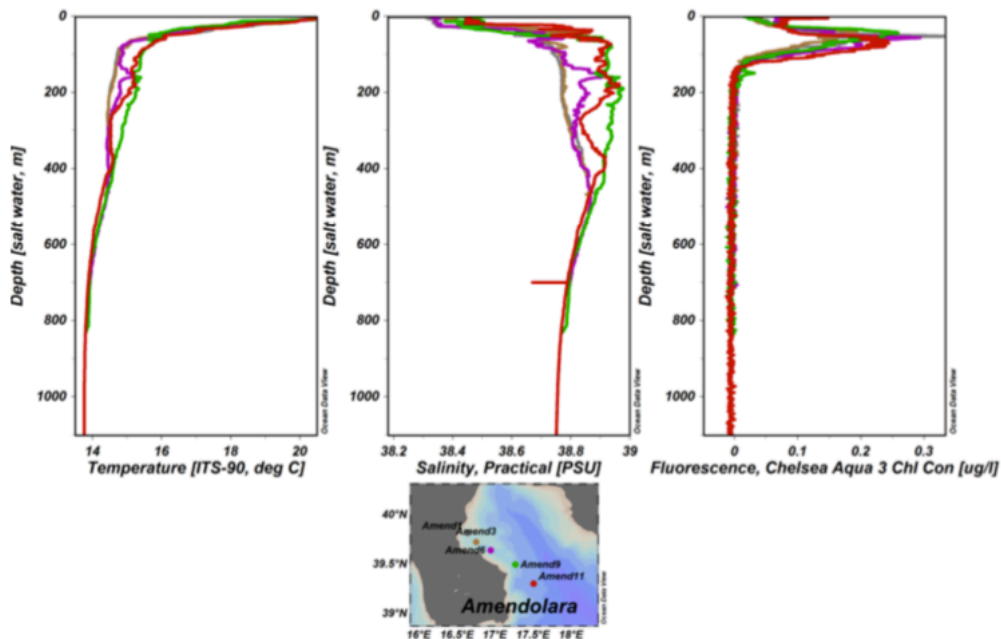 0
200
400
600
800
1000
Depth [salt water, m]
14 16 18 20
Temperature [ITS-90, deg C]
Ocean Data View
0
200
400
600
800
1000
Depth [salt water, m]
38.2 38.4 38.6 38.8 39
Salinity, Practical [PSU]
Ocean Data View
0
200
400
600
800
1000
Depth [salt water, m]
0 0.1 0.2 0.3
Fluorescence, Chelsea Aqua 3 Chl Con [ug/l]
Ocean Data View
40°N
39.5°N
39°N
Amend1
Amend3
Amend6
Amend9
Amend11
Amendolara
16°E 16.5°E 17°E 17.5°E 18°E
Ocean Data View